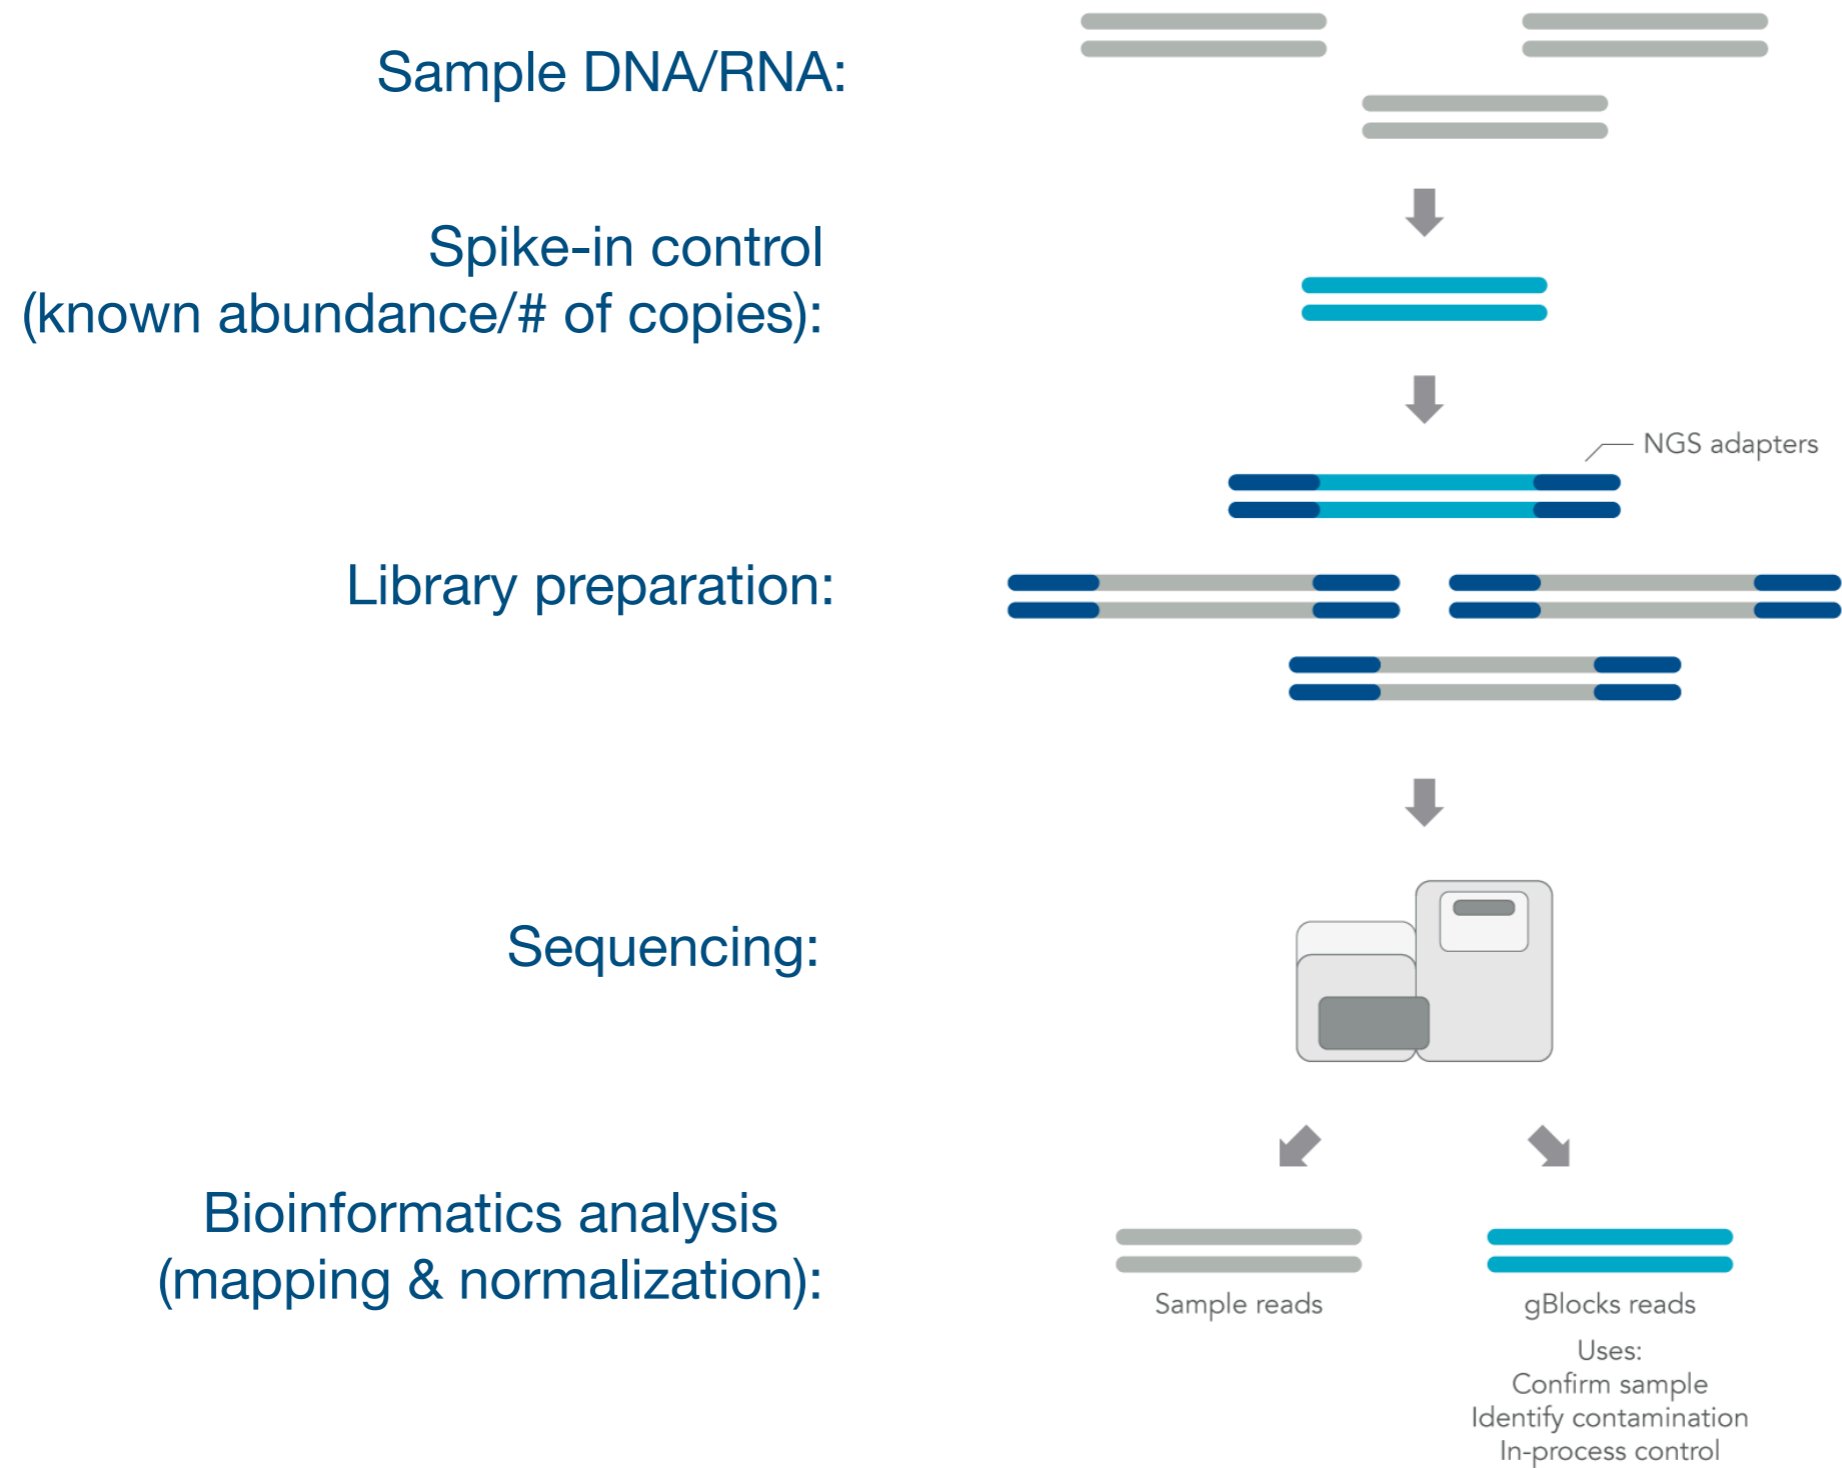 Sample DNA/RNA:
Spike-in control
(known abundance/# of copies):
NGS adapters
Library preparation:
Sequencing:
Bioinformatics analysis
(mapping & normalization):
Sample reads
gBlocks reads
Uses:
Confirm sample
Identify contamination
In-process control